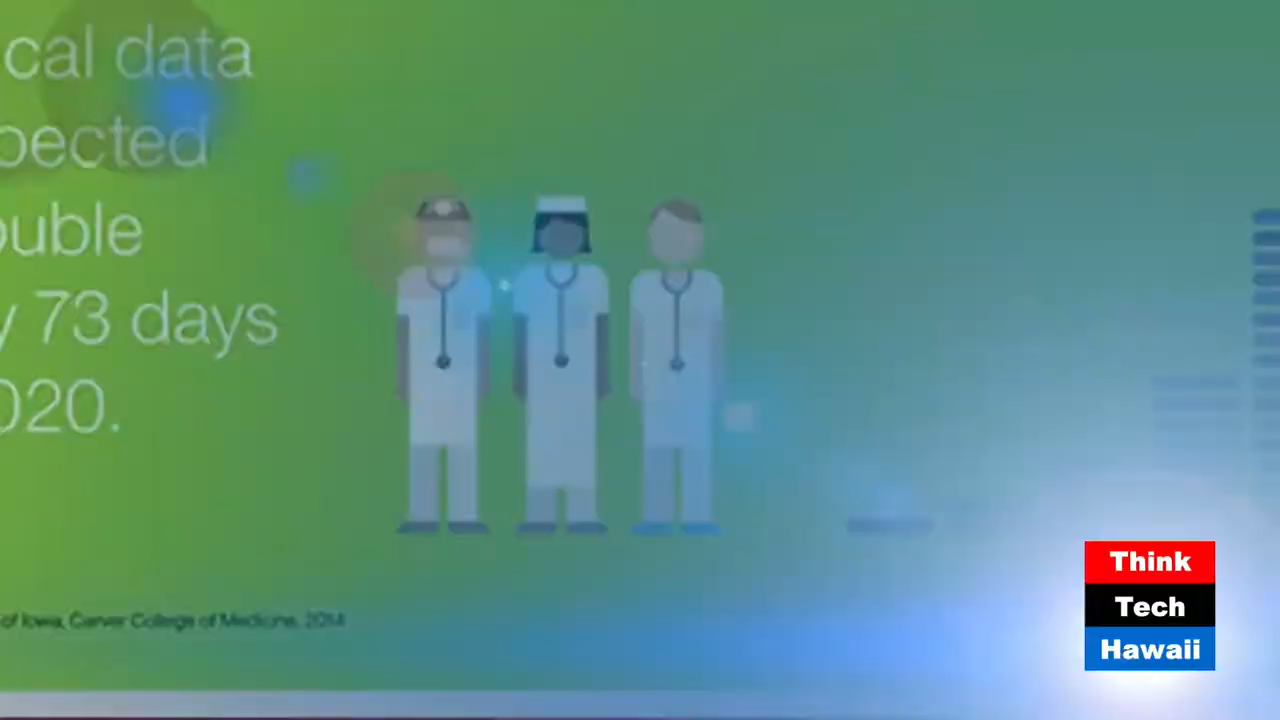 cal data
pected
ouble
y 73 days
020.
of Iowa, Carver College of Medicine, 2014
Think
Tech
Hawaii